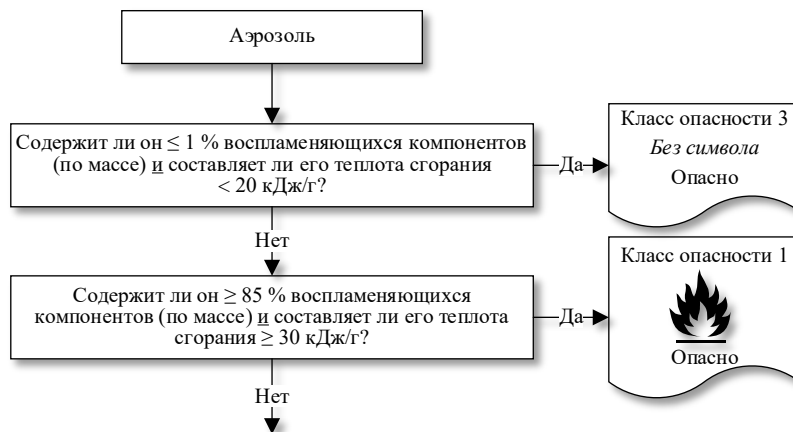 Аэрозоль
Содержит ли он ≤ 1 % воспламеняющихся компонентов
(по массе) и составляет ли его теплота сгорания
< 20 кДж/г?
Да
Класс опасности 3
Без символа
Опасно
Нет
Содержит ли он ≥ 85 % воспламеняющихся
компонентов (по массе) и составляет ли его теплота
сгорания ≥ 30 кДж/г?
Да
Класс опасности 1
Опасно
Нет